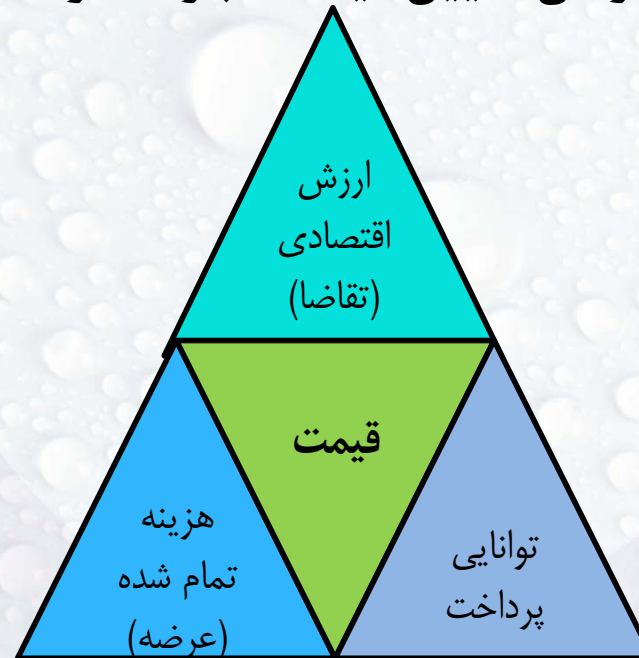 ارزش
اقتصادی
(تقاضا)
قیمت
هزینه
تمام شده
(عرضه)
توانایی
پرداخت